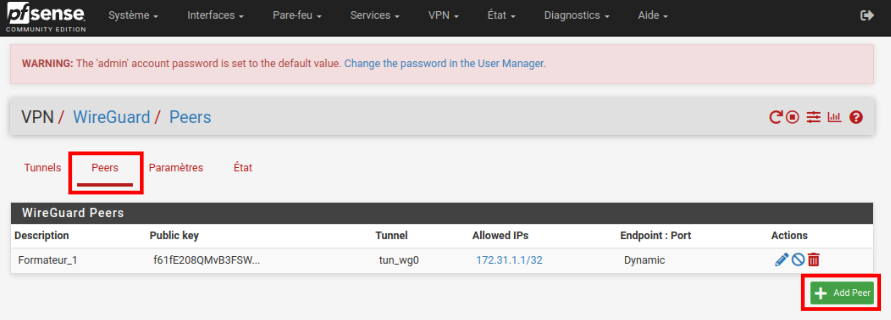 pfsense Système Interfaces Pare-feu Services VPN État Diagnostics Aide
COMMUNITY EDITION
WARNING: The 'admin' account password is set to the default value. Change the password in the User Manager.
VPN / WireGuard / Peers
Tunnels Peers Paramètres État
WireGuard Peers
Description Public key Tunnel Allowed IPs Endpoint : Port Actions
Formateur_1 f61fE208QMvB3FSW... tun_wg0 172.31.1.1/32 Dynamic
Add Peer